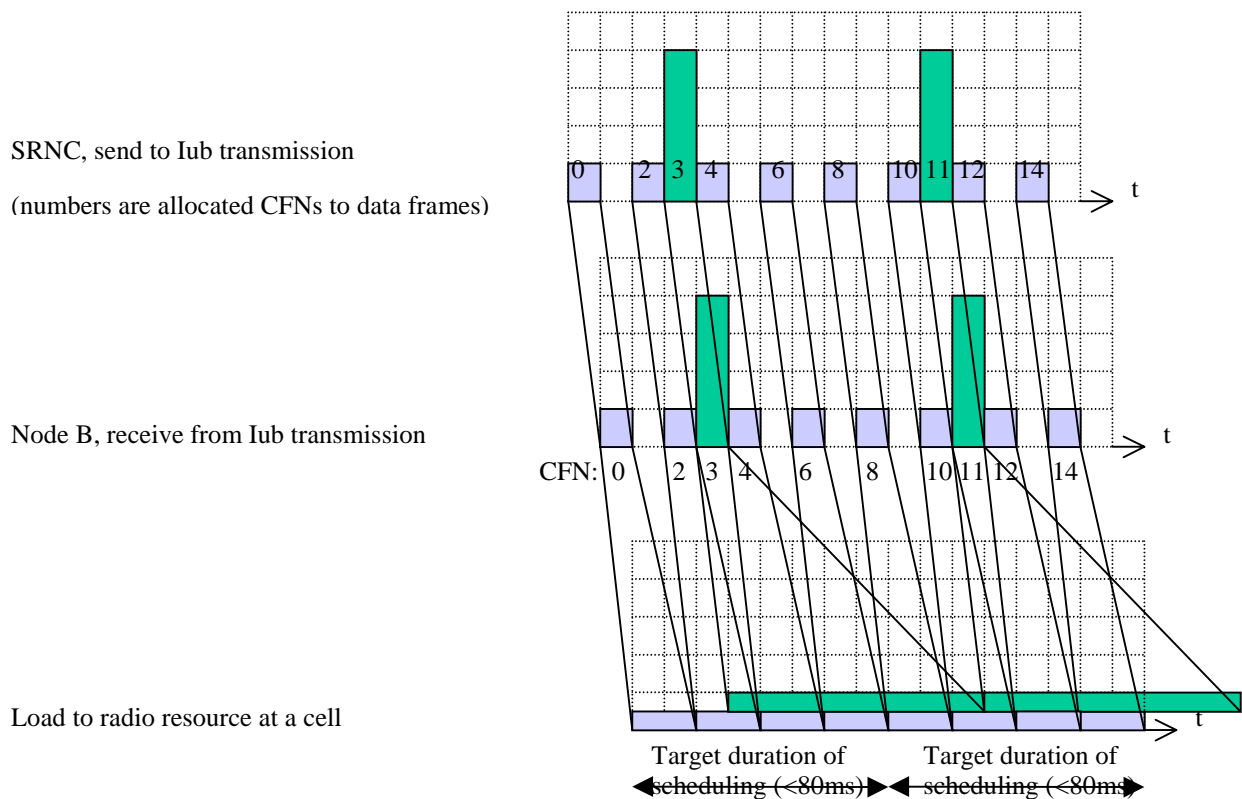 0 2 3 4 6 8 10 11 12 14
SRNC, send to Iub transmission
(numbers are allocated CFNs to data frames)
t
Node B, receive from Iub transmission
t
CFN: 0 2 3 4 6 8 10 11 12 14
Load to radio resource at a cell
t
Target duration of
scheduling (<80ms)
Target duration of
scheduling (<80ms)